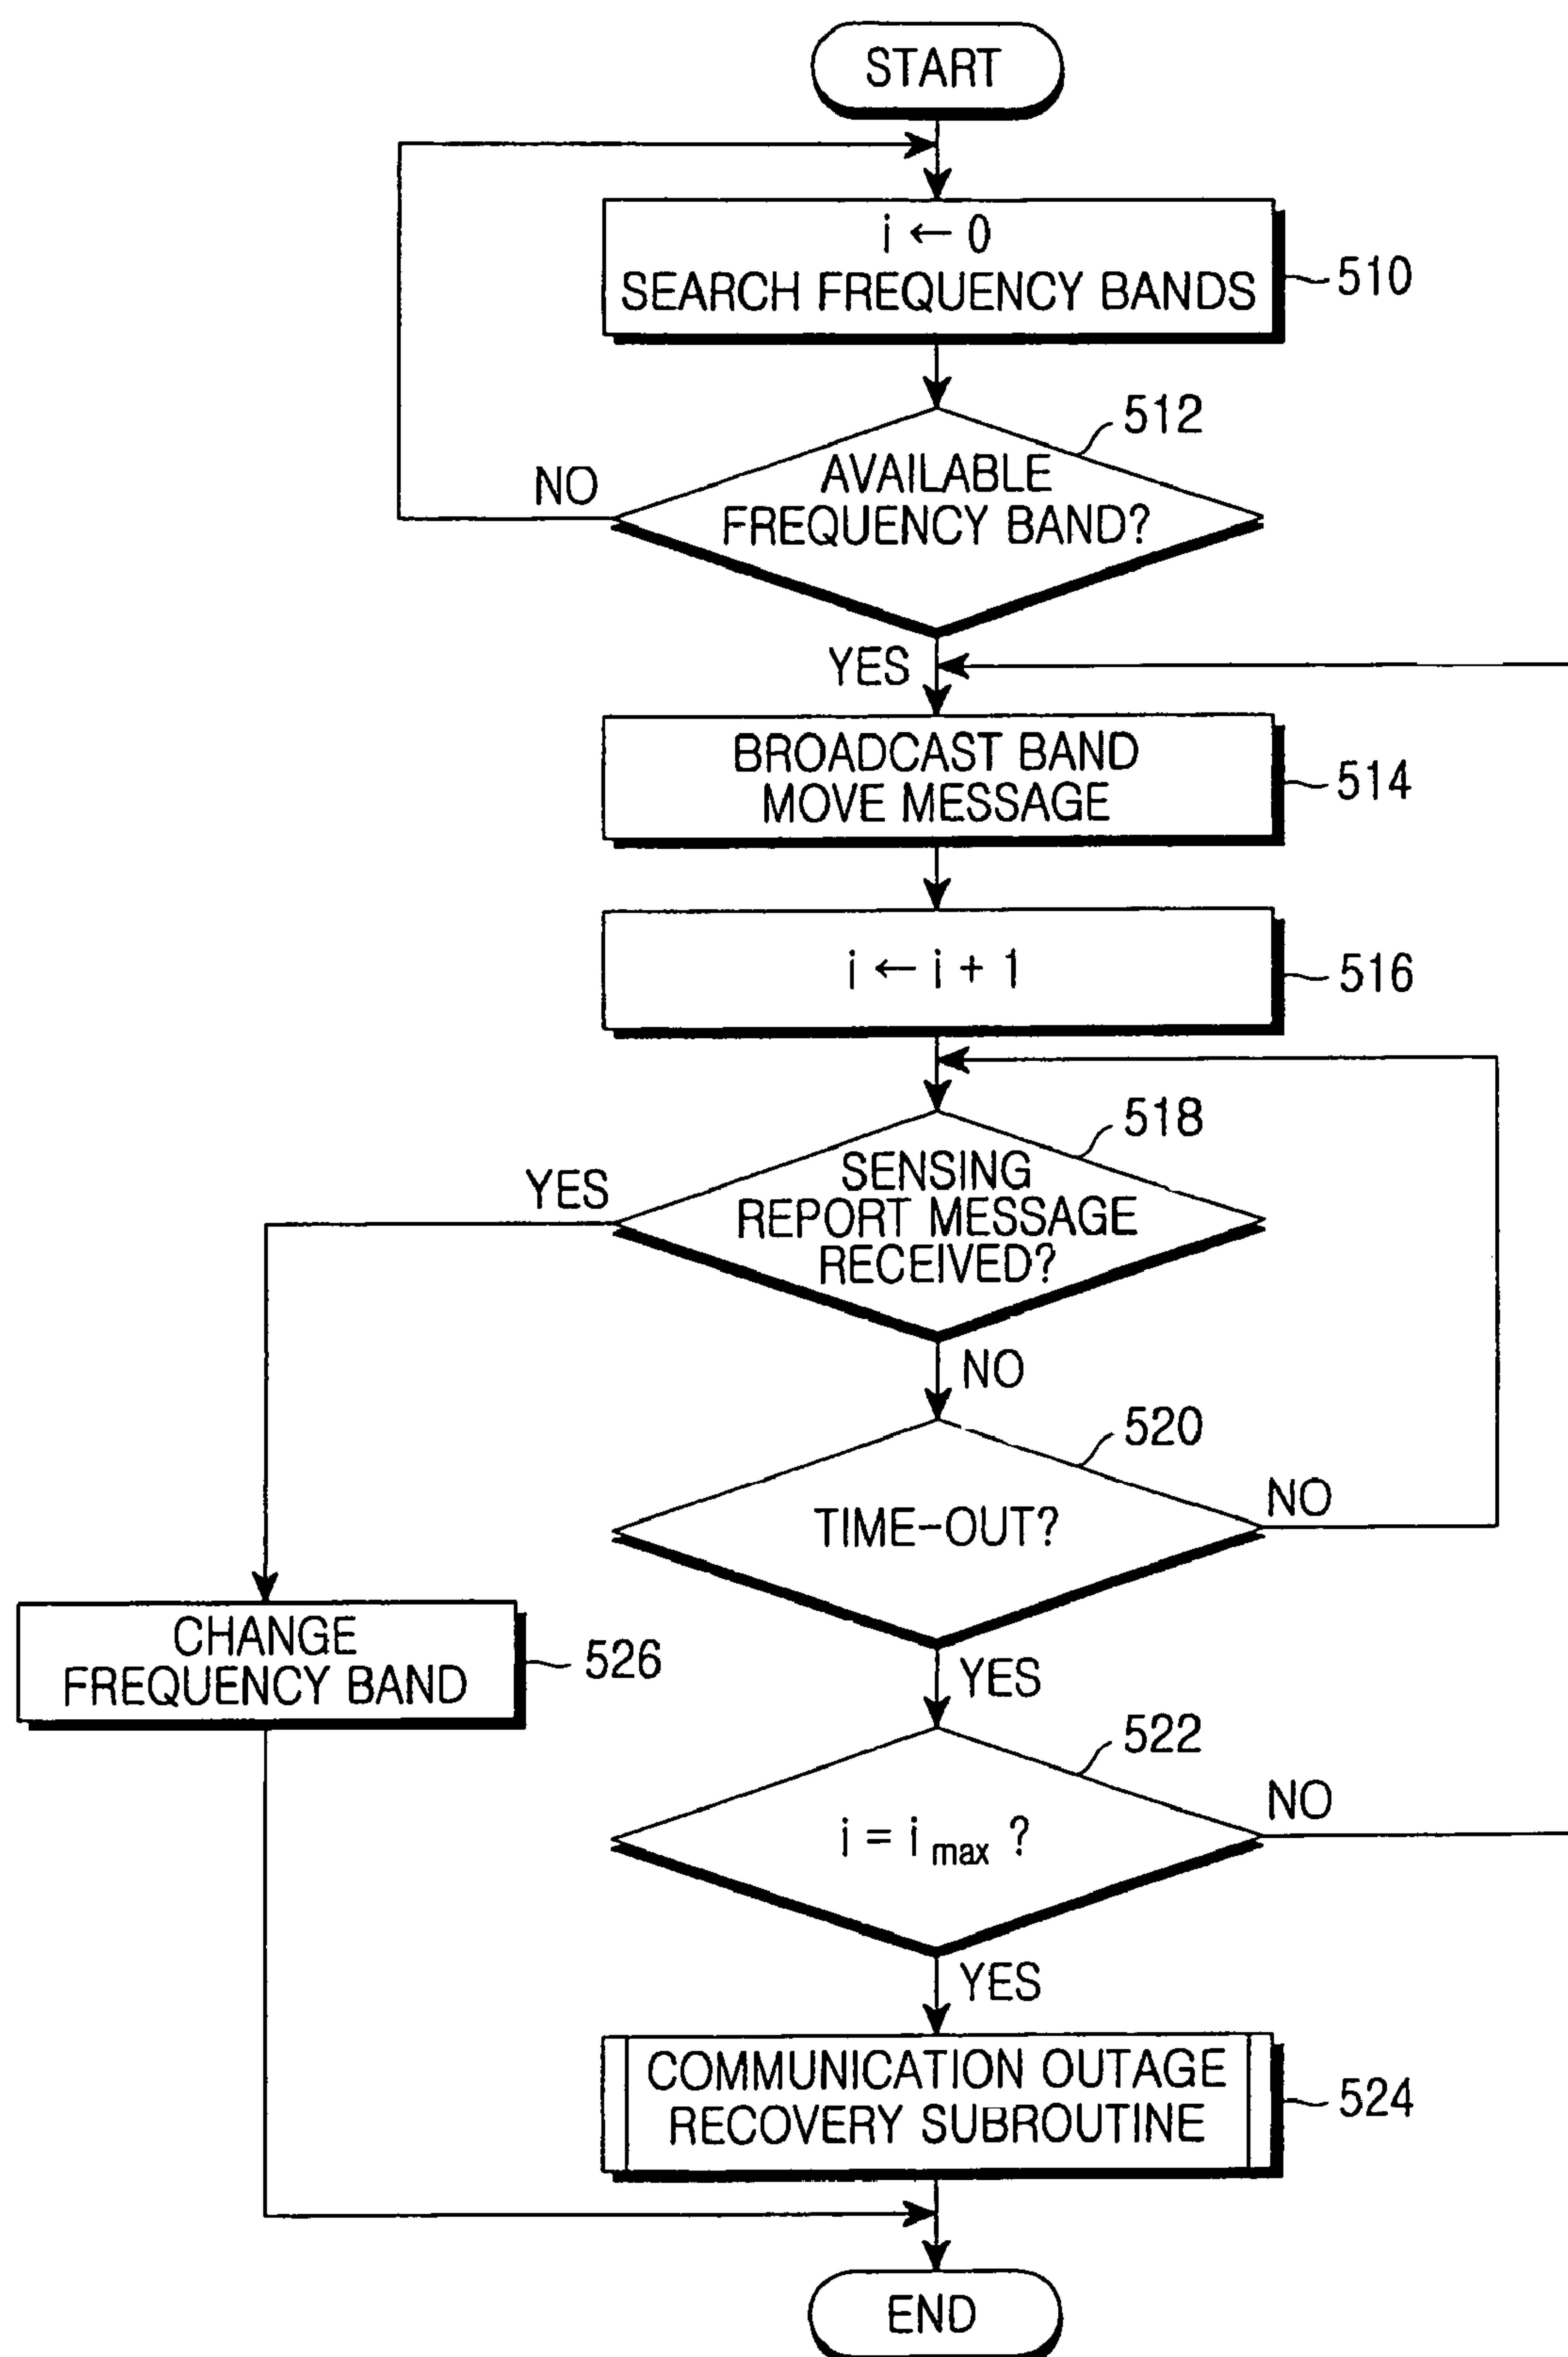 START
i ← 0
SEARCH FREQUENCY BANDS
510
512
AVAILABLE
FREQUENCY BAND?
NO
YES
BROADCAST BAND
MOVE MESSAGE
514
i ← i + 1
516
518
YES
SENSING
REPORT MESSAGE
RECEIVED?
NO
520
TIME-OUT?
NO
CHANGE
FREQUENCY BAND
526
YES
522
i = i max ?
NO
YES
COMMUNICATION OUTAGE
RECOVERY SUBROUTINE
524
END